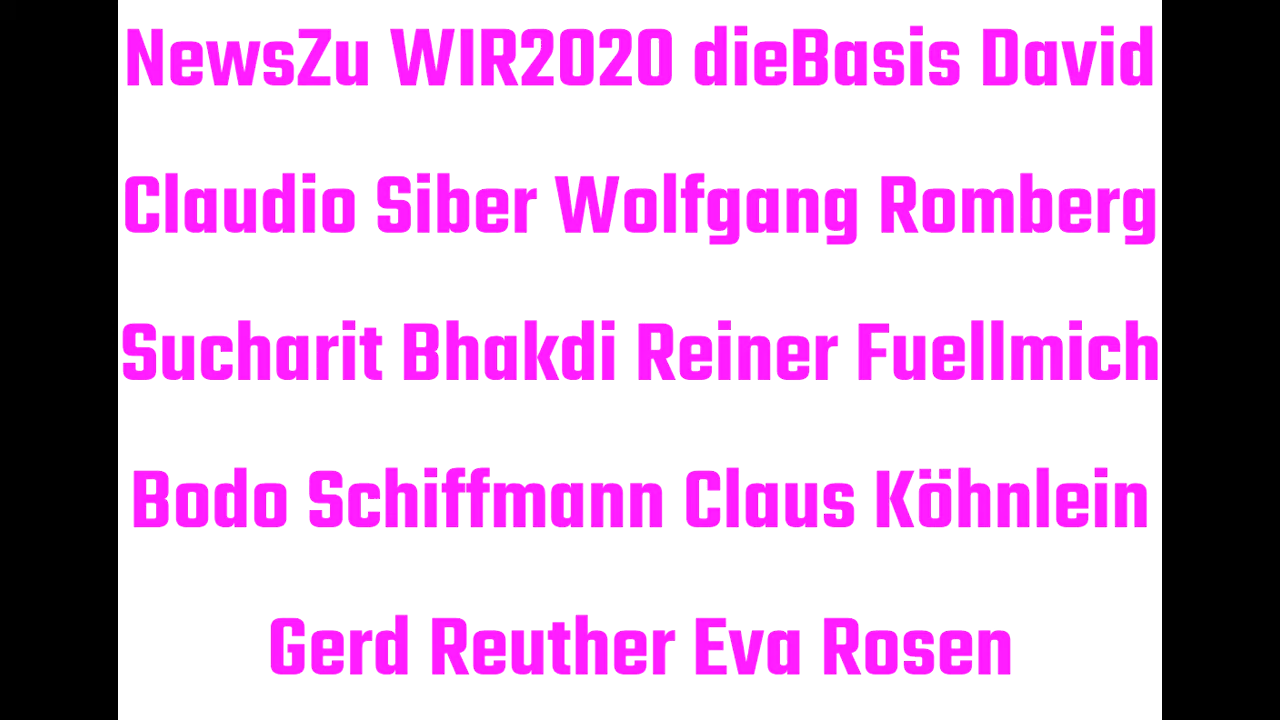 NewsZu WIR2020 dieBasis David
Claudio Siber Wolfgang Romberg
Sucharit Bhakdi Reiner Fuellmich
Bodo Schiffmann Claus Köhnlein
Gerd Reuther Eva Rosen